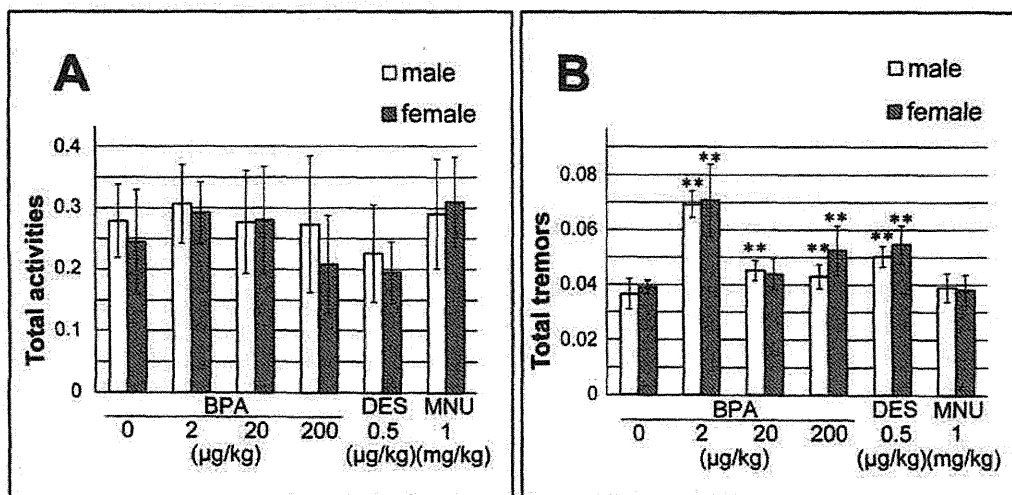 A
male
female
Total activities
0.4
0.3
0.2
0.1
0
BPA
DES
MNU
0
2
20
200
0.5
1
(µg/kg)
(µg/kg)(mg/kg)
B
male
female
Total tremors
0.08
0.06
0.04
0.02
0
**
**
**
**
**
**
**
BPA
DES
MNU
0
2
20
200
0.5
1
(µg/kg)
(µg/kg)(mg/kg)